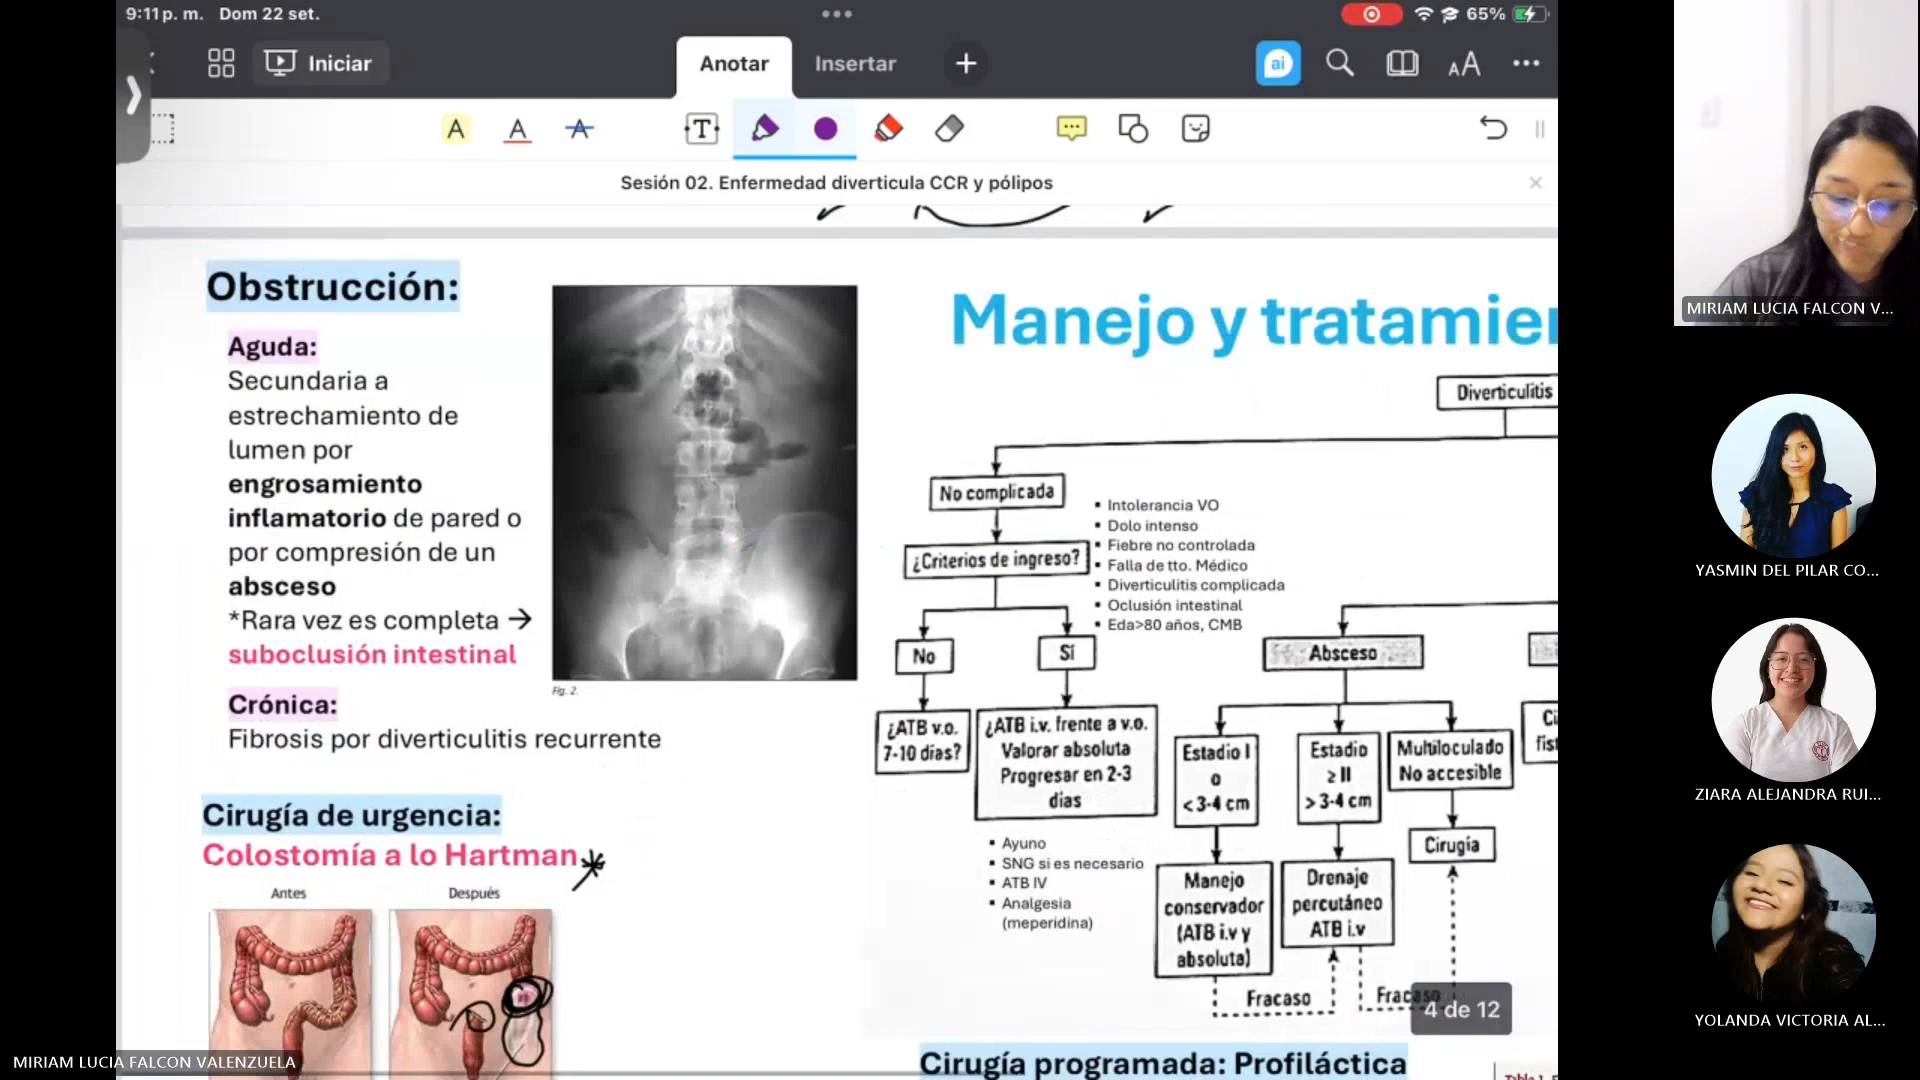 9:11 p. m. Dom 22 set.
65%
Iniciar
Anotar
Insertar
ai
AA
A A A
T
Sesión 02. Enfermedad diverticula CCR y pólipos
Obstrucción:
Aguda:
Secundaria a
estrechamiento de
lumen por
engrosamiento
inflamatorio de pared o
por compresión de un
absceso
*Rara vez es completa →
suboclusión intestinal
Fig. 2.
Crónica:
Fibrosis por diverticulitis recurrente
Cirugía de urgencia:
Colostomía a lo Hartman
Antes
Después
Manejo y tratamien
Diverticulitis
No complicada
¿Criterios de ingreso?
▪ Intolerancia VO
▪ Dolo intenso
▪ Fiebre no controlada
▪ Falla de tto. Médico
▪ Diverticulitis complicada
▪ Oclusión intestinal
▪ Eda>80 años, CMB
No
Sí
Absceso
¿ATB v.o.
7-10 días?
¿ATB i.v. frente a v.o.
Valorar absoluta
Progresar en 2-3
días
Estadio I
o
< 3-4 cm
Estadio
≥ II
> 3-4 cm
Multiloculado
No accesible
Ci
fist
▪ Ayuno
▪ SNG si es necesario
▪ ATB IV
▪ Analgesia
(meperidina)
Manejo
conservador
(ATB i.v y
absoluta)
Drenaje
percutáneo
ATB i.v
Cirugía
Fracaso
Fracaso
4 de 12
Cirugía programada: Profiláctica
MIRIAM LUCIA FALCON VALENZUELA
MIRIAM LUCIA FALCON V...
YASMIN DEL PILAR CO...
ZIARA ALEJANDRA RUI...
YOLANDA VICTORIA AL...